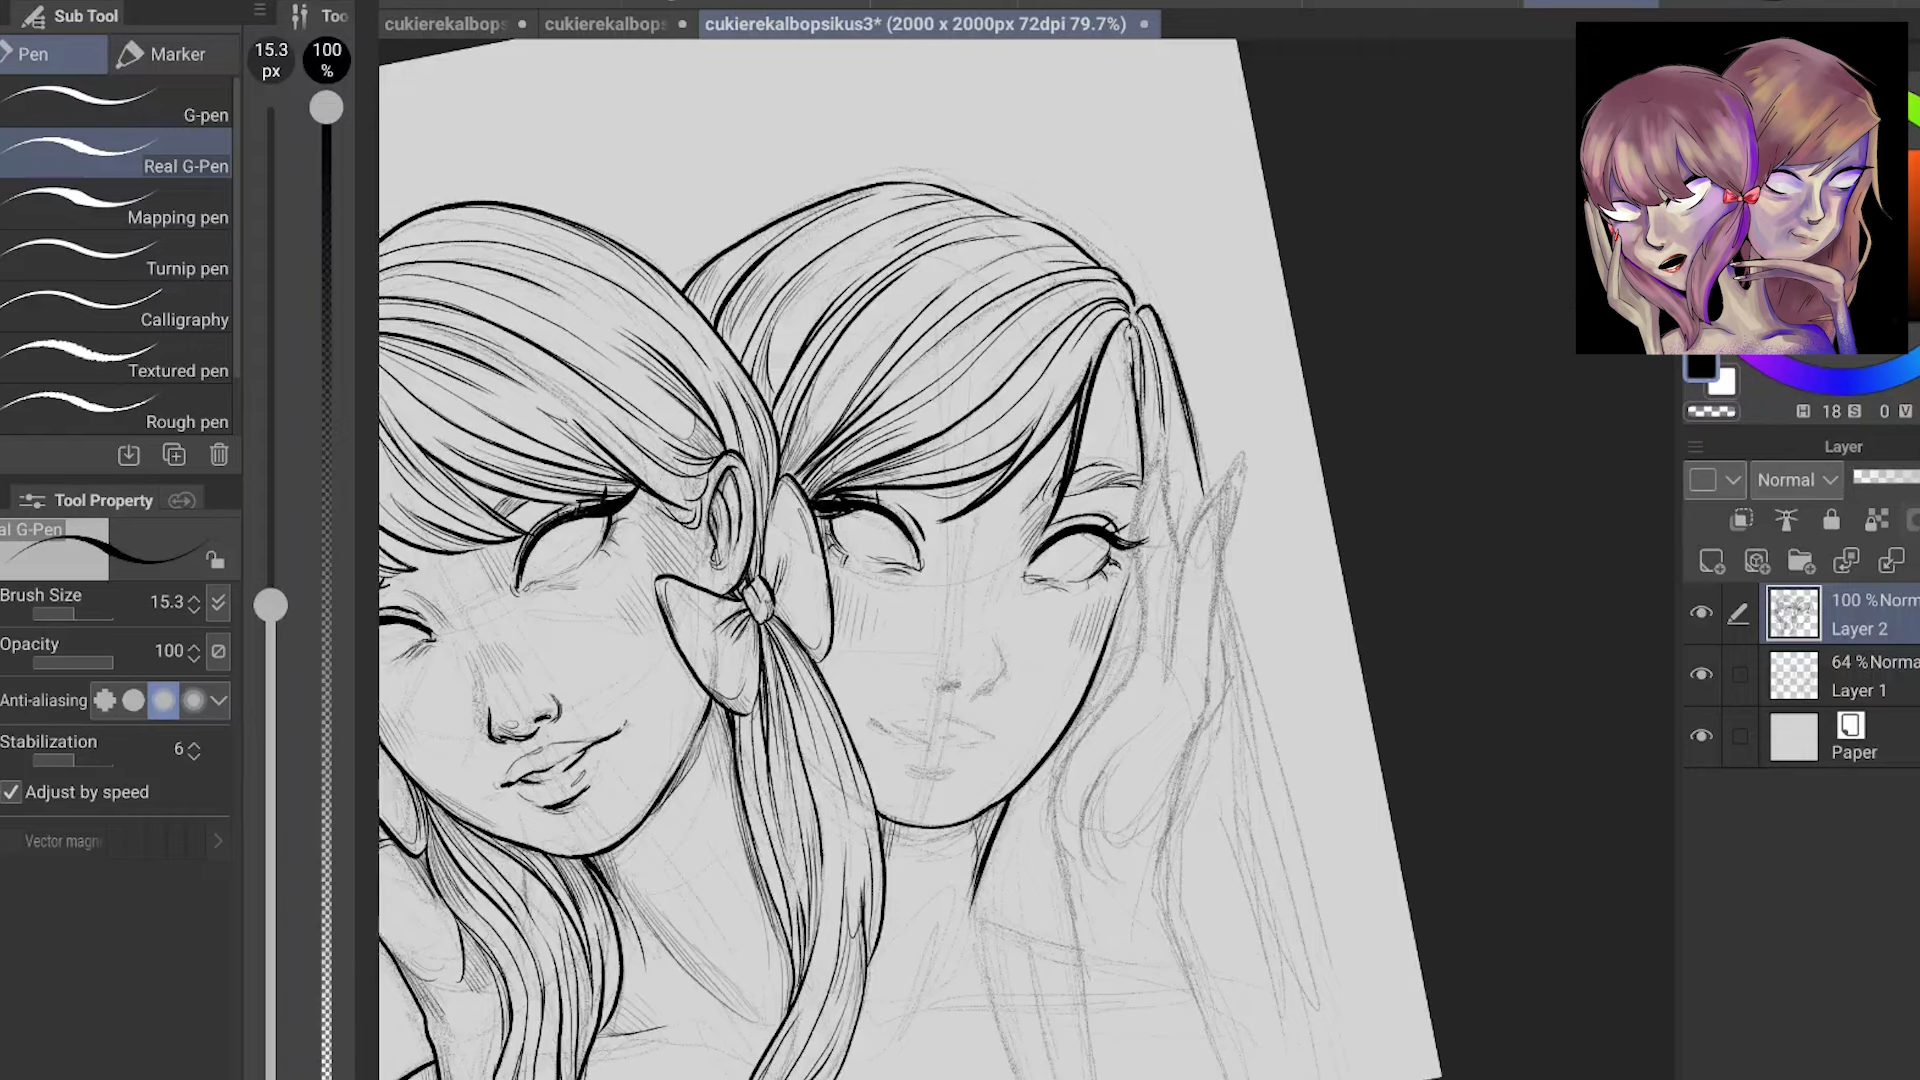 Sub Tool
Too
cukierekalbops
cukierekalbops
cukierekalbopsikus3* (2000 x 2000px 72dpi 79.7%)
Pen
Marker
15.3
px
100
%
G-pen
Real G-Pen
Mapping pen
Turnip pen
Calligraphy
Textured pen
Rough pen
Tool Property
al G-Pen
Brush Size
15.3
Opacity
100
Anti-aliasing
Stabilization
6
Adjust by speed
Vector magn
H 18 S 0 V
Layer
Normal
100 %Norm
Layer 2
64 %Norma
Layer 1
Paper